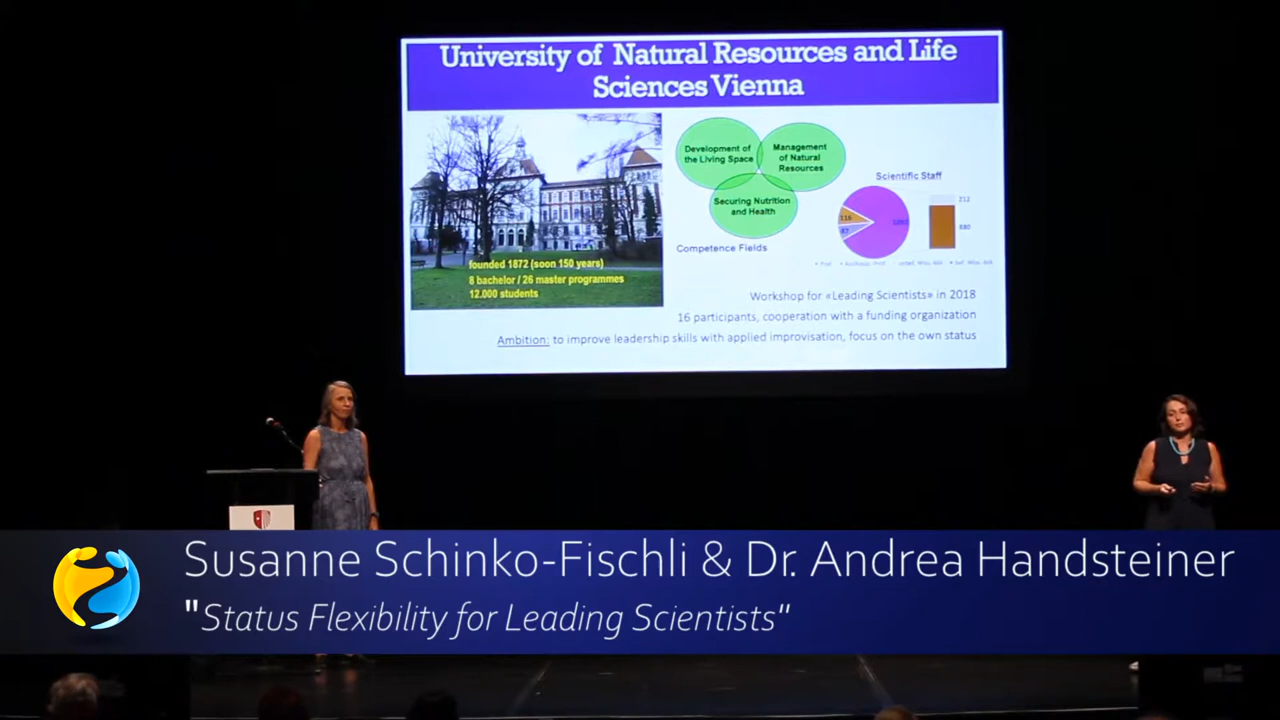 University of Natural Resources and Life
Sciences Vienna
Development of
the Living Space
Management
of Natural
Resources
Securing Nutrition
and Health
Competence Fields
Scientific Staff
116
67
212
880
founded 1872 (soon 150 years)
8 bachelor / 26 master programmes
12.000 students
Workshop for «Leading Scientists» in 2018
16 participants, cooperation with a funding organization
Ambition: to improve leadership skills with applied improvisation, focus on the own status
Susanne Schinko-Fischli & Dr. Andrea Handsteiner
"Status Flexibility for Leading Scientists"